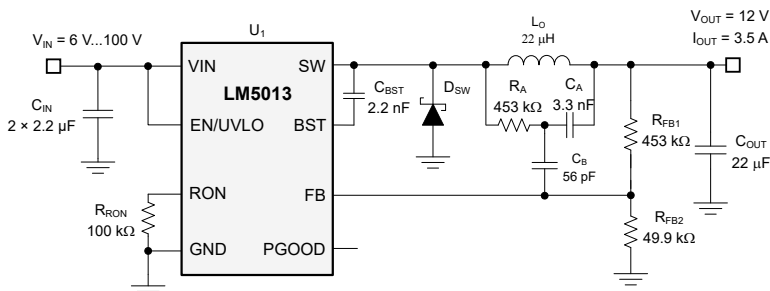 U1
VIN = 6 V...100 V
CIN
2 × 2.2 µF
VIN
EN/UVLO
RON
GND
LM5013
SW
BST
FB
PGOOD
RRON
100 kΩ
CBST
2.2 nF
DSW
LO
22 µH
RA
453 kΩ
CA
3.3 nF
CB
56 pF
RFB1
453 kΩ
RFB2
49.9 kΩ
VOUT = 12 V
IOUT = 3.5 A
COUT
22 µF